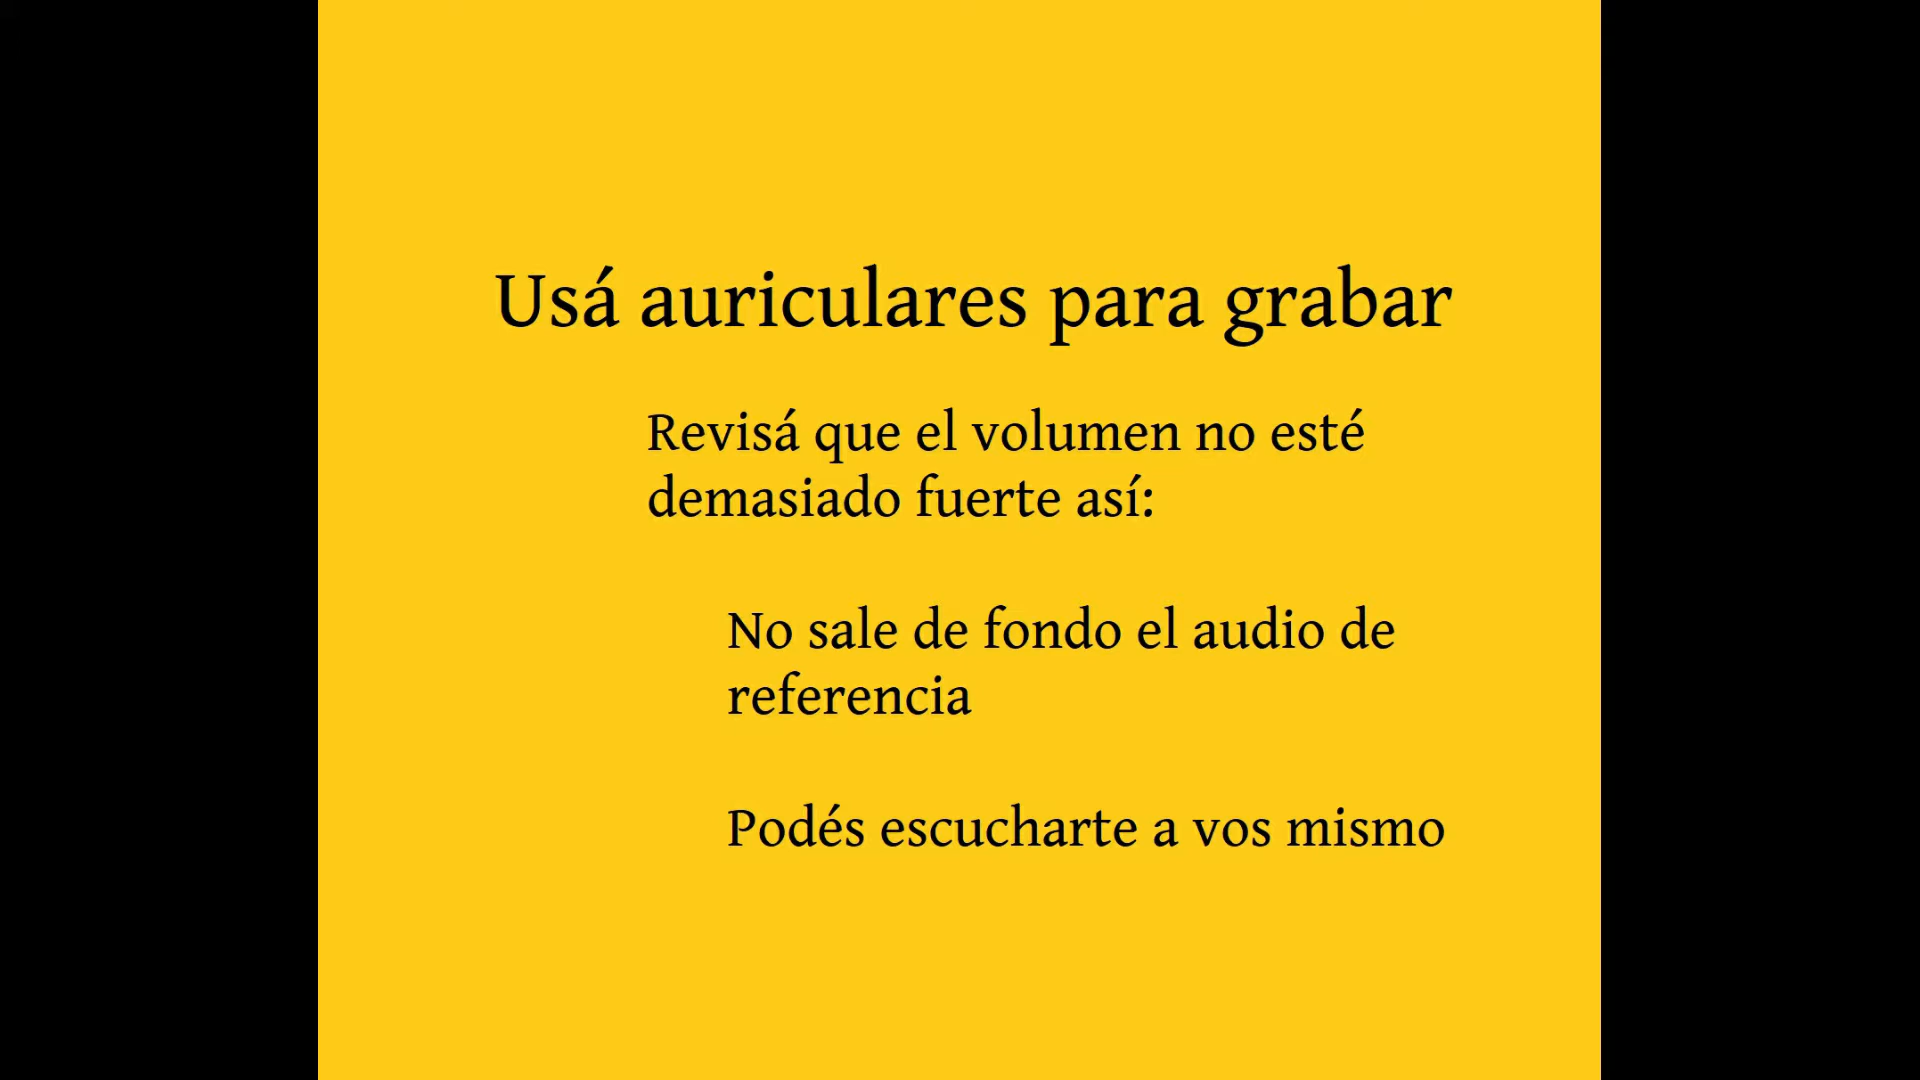 Usá auriculares para grabar
Revisá que el volumen no esté
demasiado fuerte así:
No sale de fondo el audio de
referencia
Podés escucharte a vos mismo